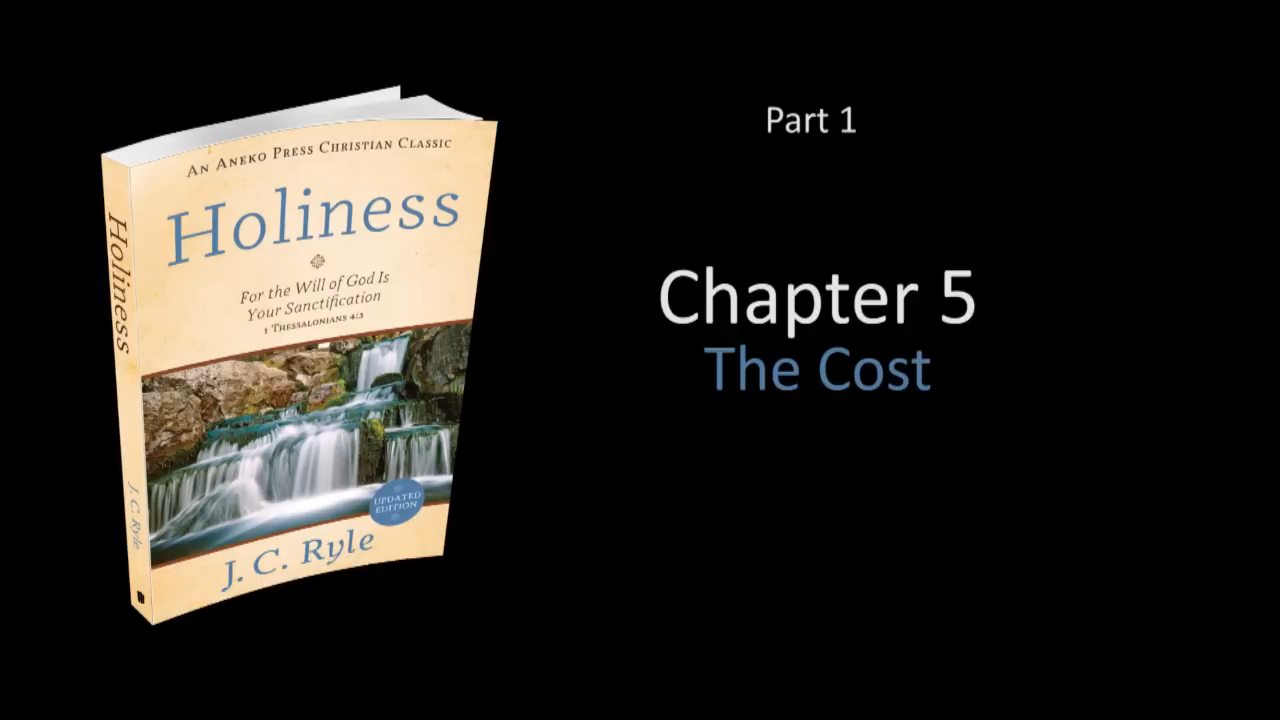 Part 1
Chapter 5
The Cost
AN ANEKO PRESS CHRISTIAN CLASSIC
Holiness
For the Will of God Is
Your Sanctification
1 THESSALONIANS 4:3
UPDATED
EDITION
J. C. Ryle
Holiness
J. C. Ryle